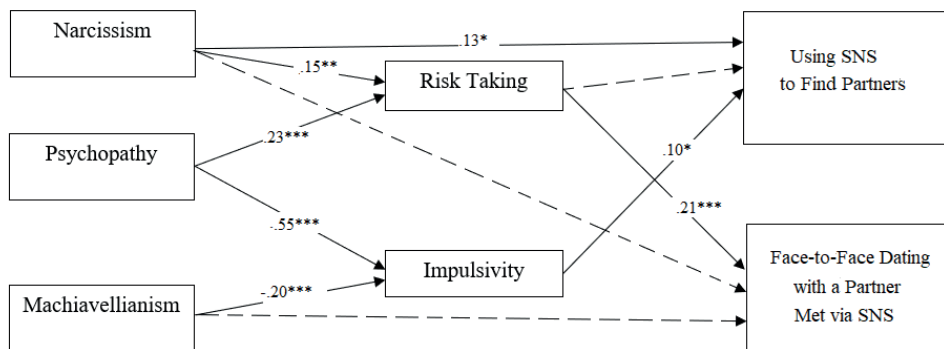 Narcissism
.13*
Using SNS
to Find Partners
.15**
Risk Taking
.23***
Psychopathy
.10*
.21***
-.55***
Face-to-Face Dating
with a Partner
Met via SNS
Impulsivity
-.20***
Machiavellianism